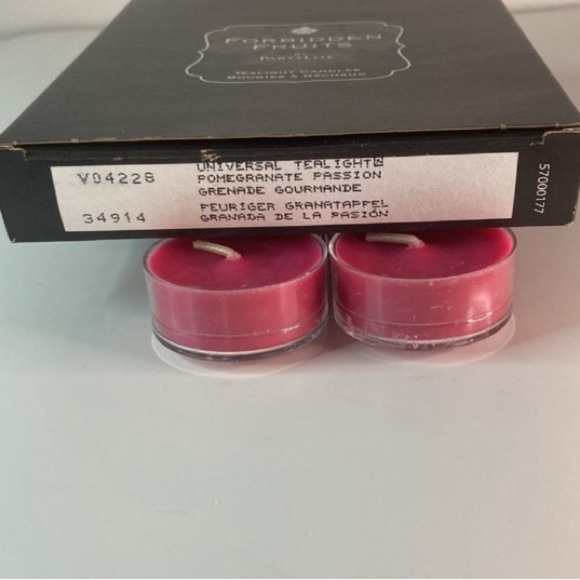 FORBIDDEN
FRUITS
BY
PARTYLITE
TEALIGHT CANDLES
BOUGIES À RÉCHAUD
V04228
UNIVERSAL TEALIGHT
POMEGRANATE PASSION
GRENADE GOURMANDE
34914
FEURIGER GRANATAPFEL
GRANADA DE LA PASIÓN
57000177